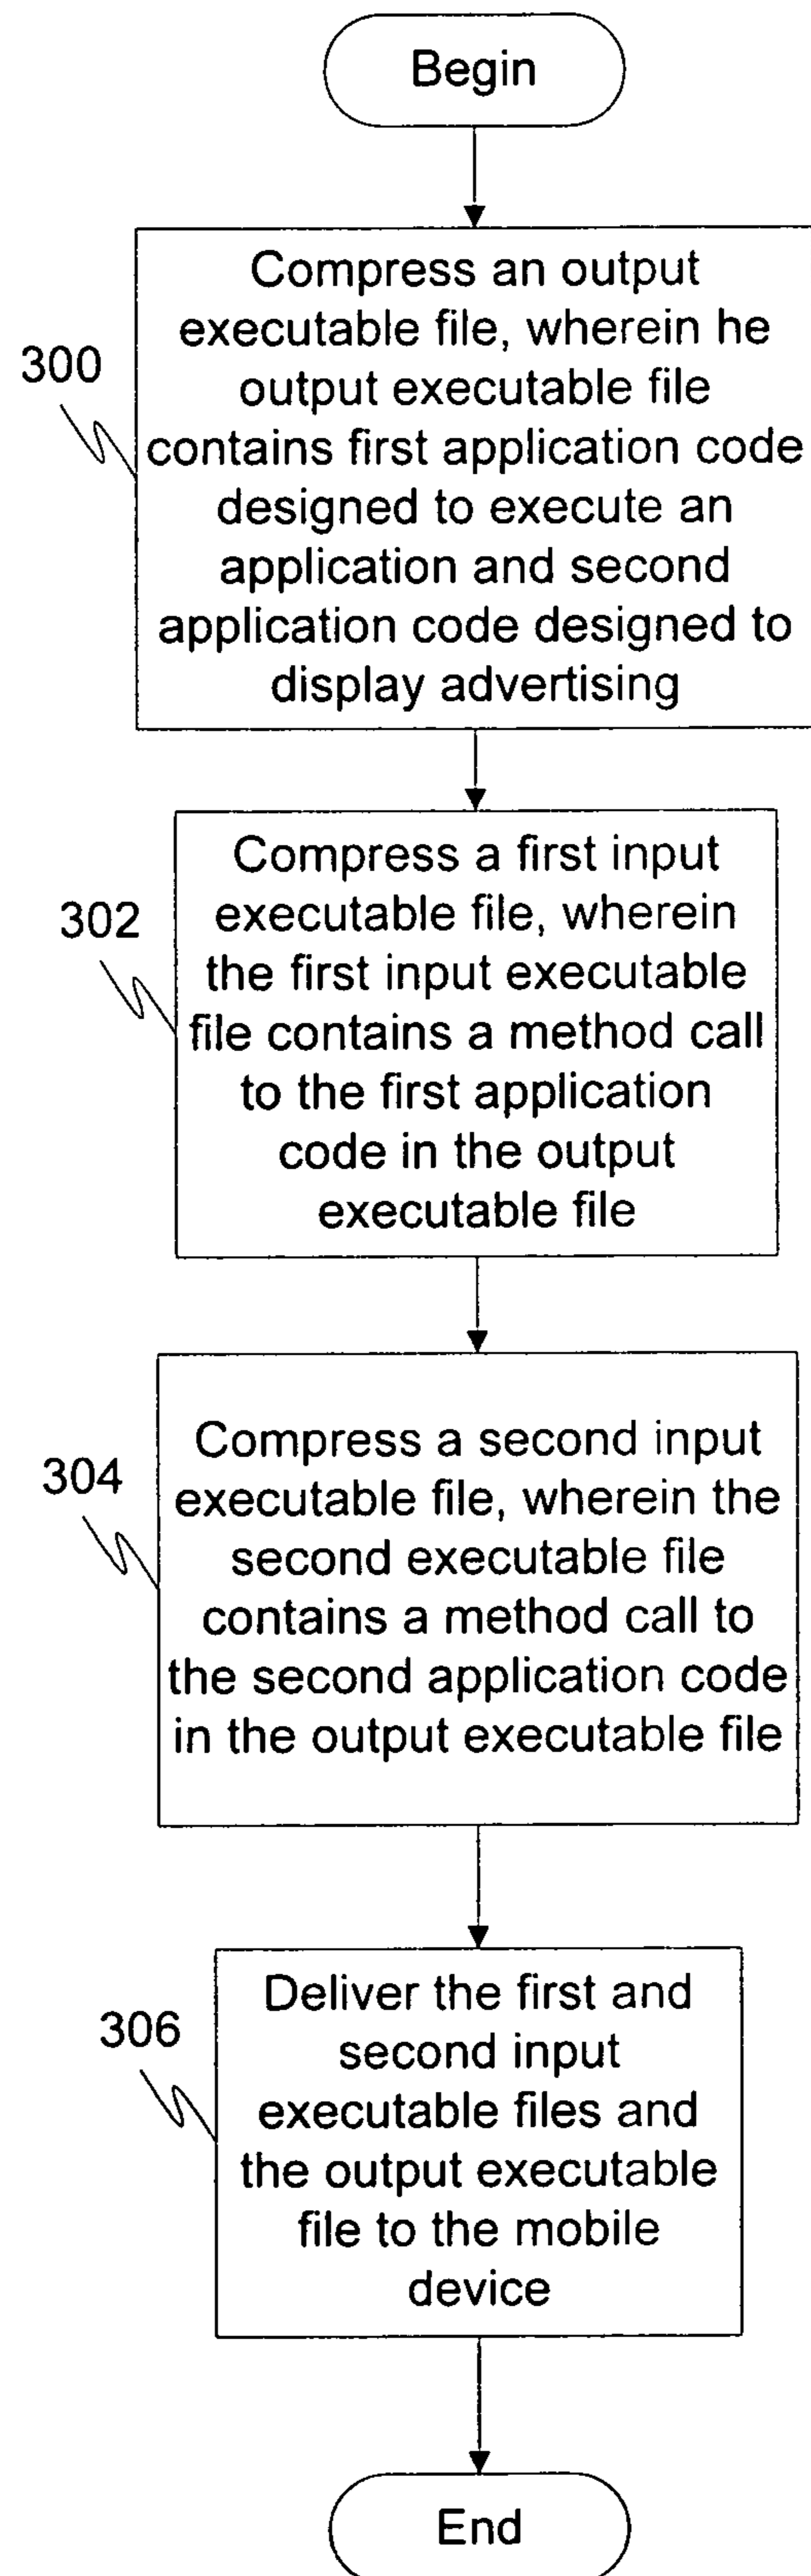 Begin
300
Compress an output
executable file, wherein he
output executable file
contains first application code
designed to execute an
application and second
application code designed to
display advertising
302
Compress a first input
executable file, wherein
the first input executable
file contains a method call
to the first application
code in the output
executable file
304
Compress a second input
executable file, wherein the
second executable file
contains a method call to
the second application code
in the output executable file
306
Deliver the first and
second input
executable files and
the output executable
file to the mobile
device
End